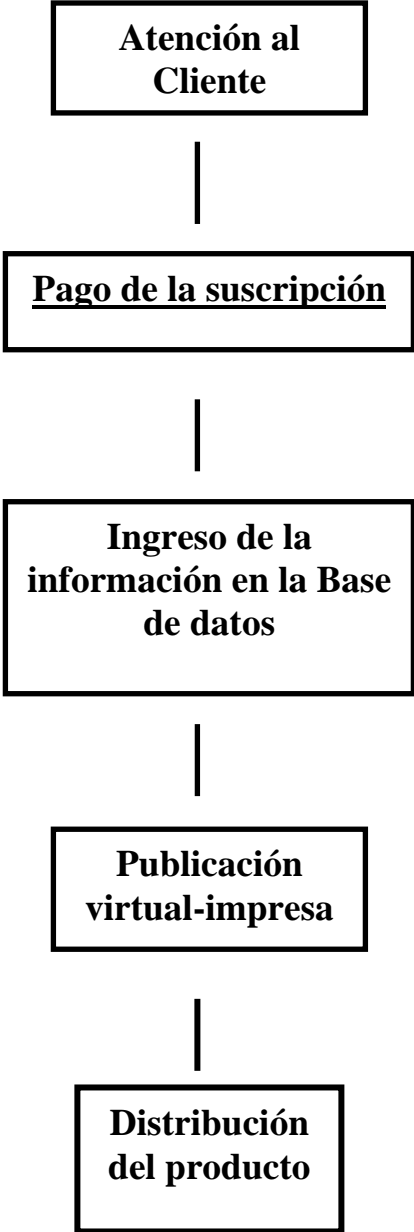 Atención al
Cliente
Pago de la suscripción
Ingreso de la
información en la Base
de datos
Publicación
virtual-impresa
Distribución
del producto